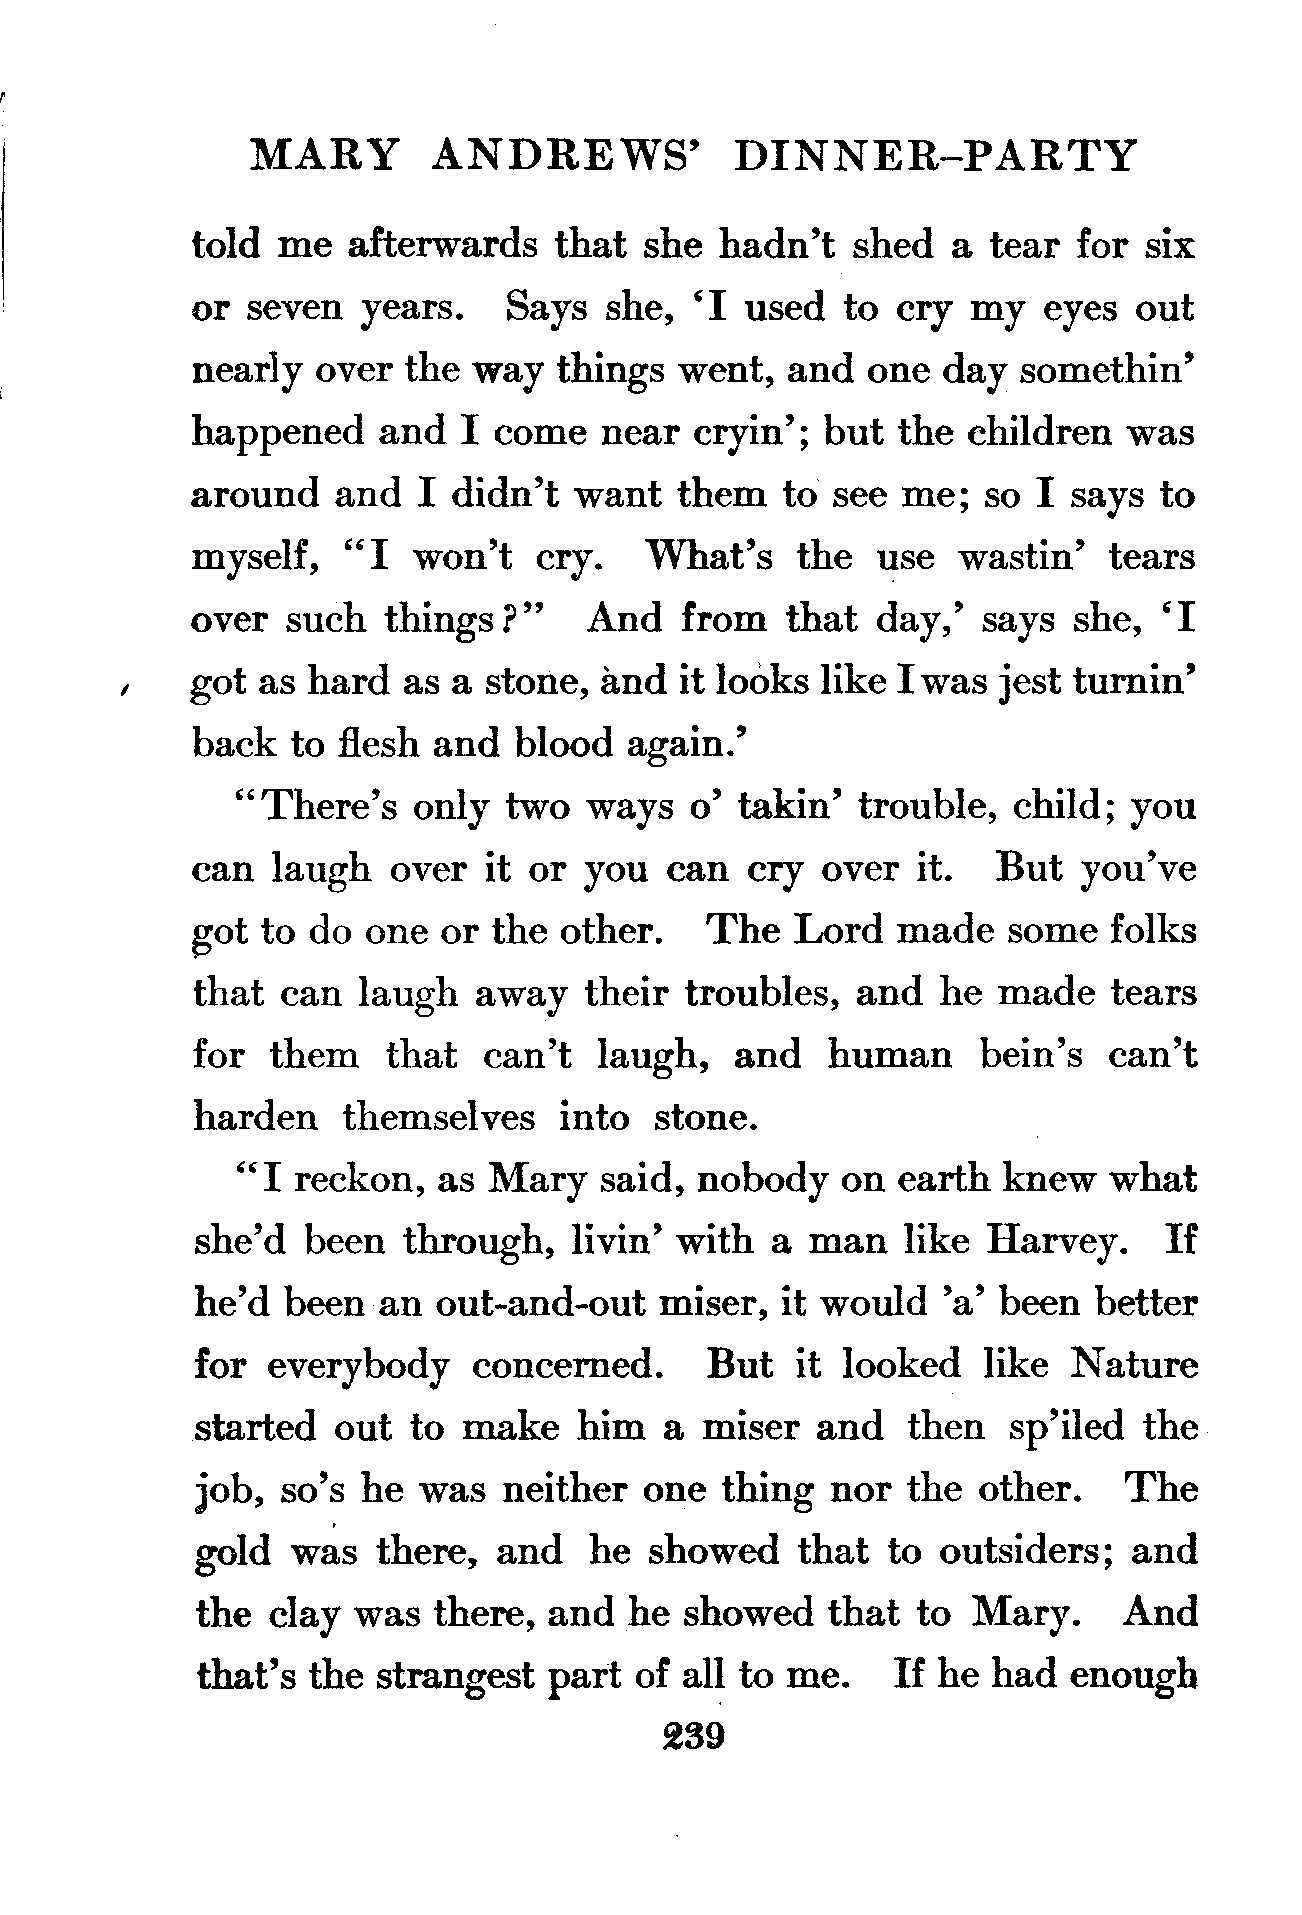 MARY ANDREWS' DINNER-PARTY
told me afterwards that she hadn't shed a tear for six
or seven years. Says she, 'I used to cry my eyes out
nearly over the way things went, and one day somethin'
happened and I come near cryin'; but the children was
around and I didn't want them to see me; so I says to
myself, "I won't cry. What's the use wastin' tears
over such things?" And from that day,' says she, 'I
got as hard as a stone, and it looks like I was jest turnin'
back to flesh and blood again.'
"There's only two ways o' takin' trouble, child; you
can laugh over it or you can cry over it. But you've
got to do one or the other. The Lord made some folks
that can laugh away their troubles, and he made tears
for them that can't laugh, and human bein's can't
harden themselves into stone.
"I reckon, as Mary said, nobody on earth knew what
she'd been through, livin' with a man like Harvey. If
he'd been an out-and-out miser, it would 'a' been better
for everybody concerned. But it looked like Nature
started out to make him a miser and then sp'iled the
job, so's he was neither one thing nor the other. The
gold was there, and he showed that to outsiders; and
the clay was there, and he showed that to Mary. And
that's the strangest part of all to me. If he had enough
239